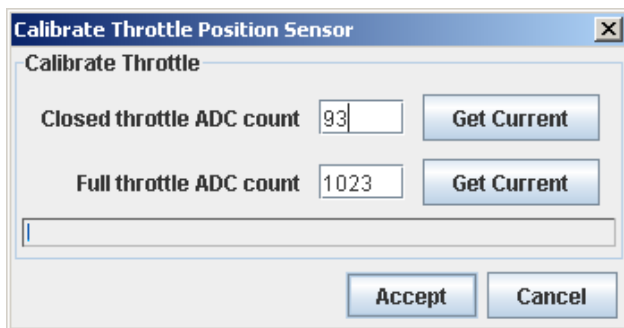 Calibrate Throttle Position Sensor
Calibrate Throttle
Closed throttle ADC count 93 Get Current
Full throttle ADC count 1023 Get Current
Accept Cancel